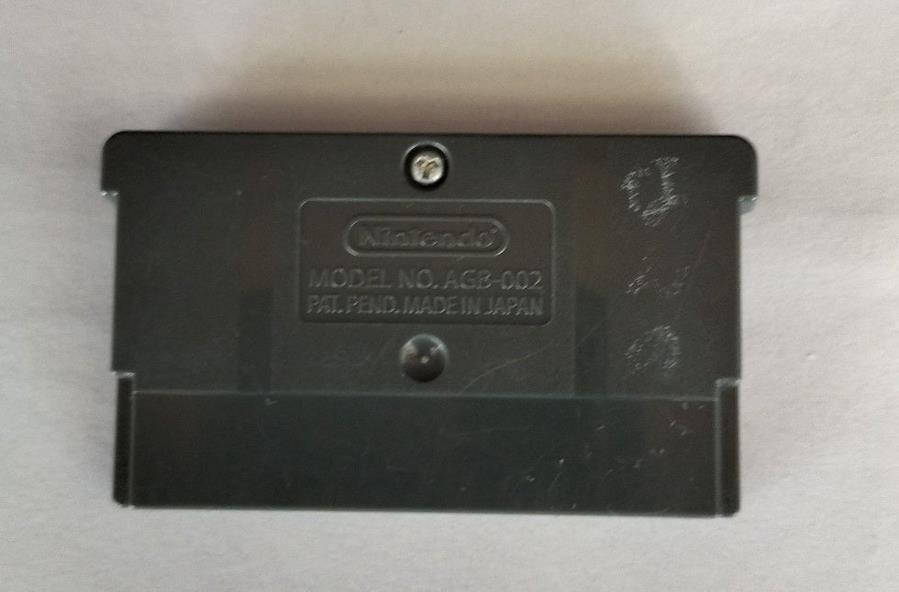 Nintendo®
MODEL NO. AGB-002
PAT. PEND. MADE IN JAPAN